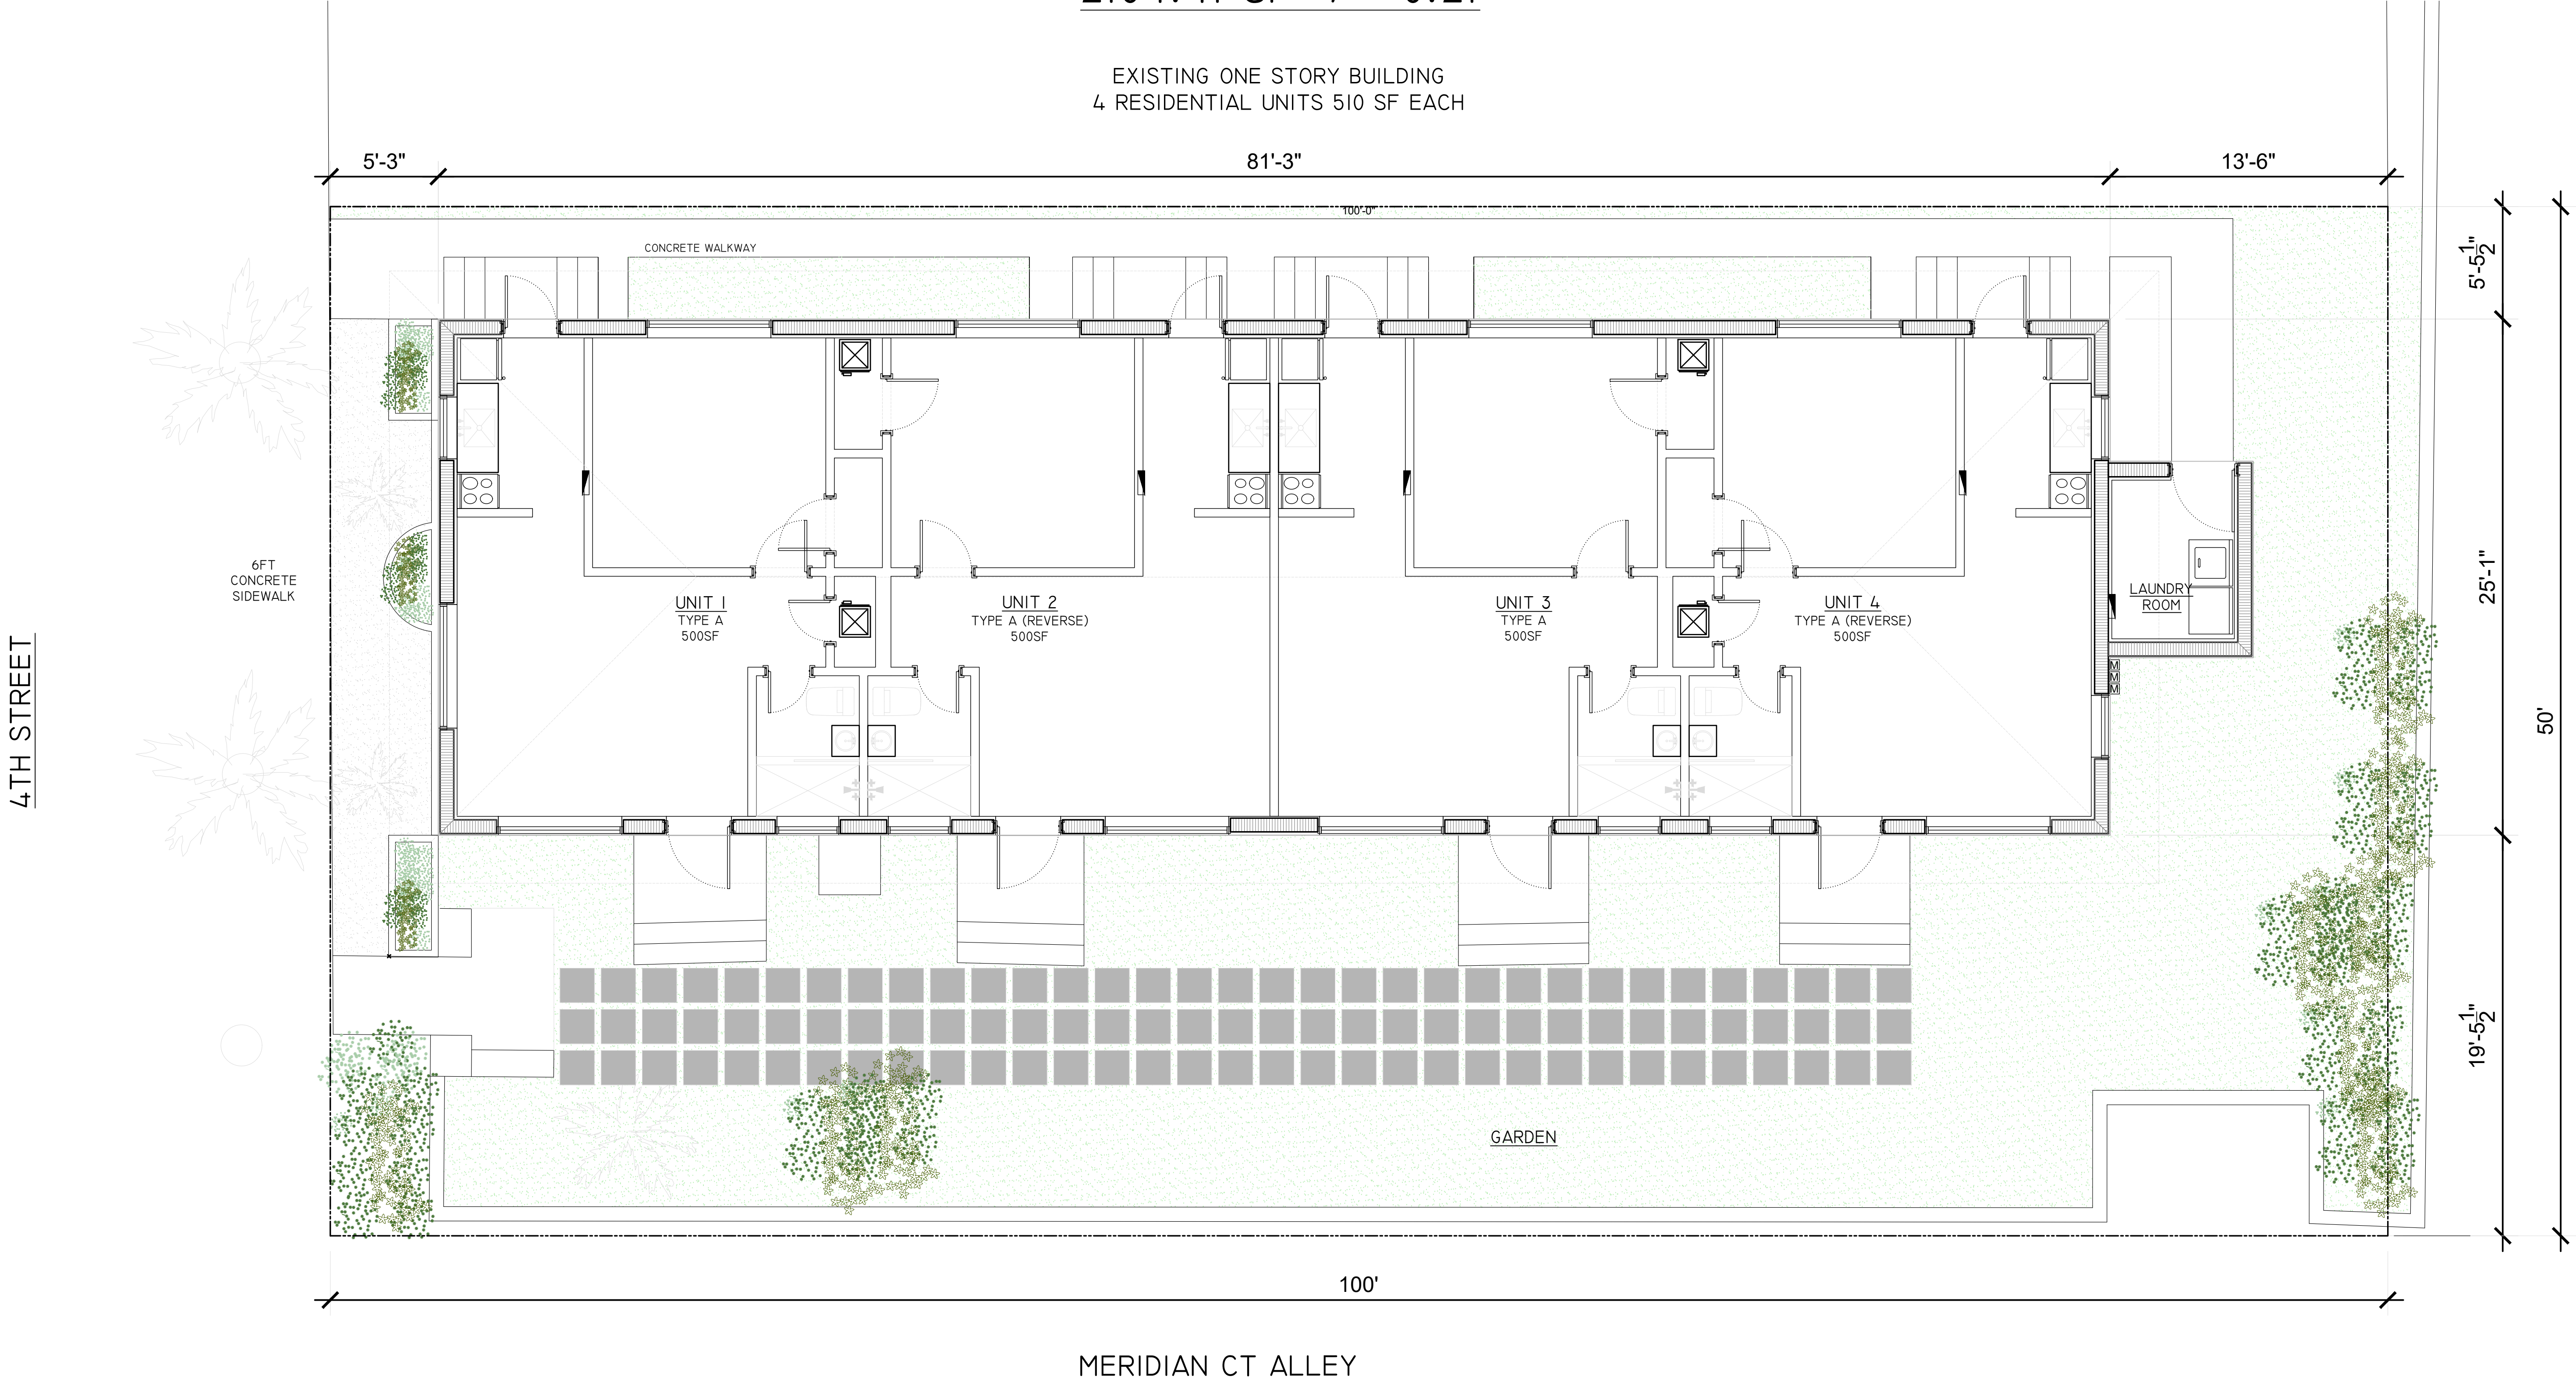 EXISTING ONE STORY BUILDING
4 RESIDENTIAL UNITS 510 SF EACH
5'-3"
81'-3"
13'-6"
100'-0"
CONCRETE WALKWAY
5'-5 1/2"
6FT
CONCRETE
SIDEWALK
4TH STREET
UNIT 1
TYPE A
500SF
UNIT 2
TYPE A (REVERSE)
500SF
UNIT 3
TYPE A
500SF
UNIT 4
TYPE A (REVERSE)
500SF
LAUNDRY
ROOM
M
M
M
25'-1"
50'
19'-5 1/2"
GARDEN
100'
MERIDIAN CT ALLEY